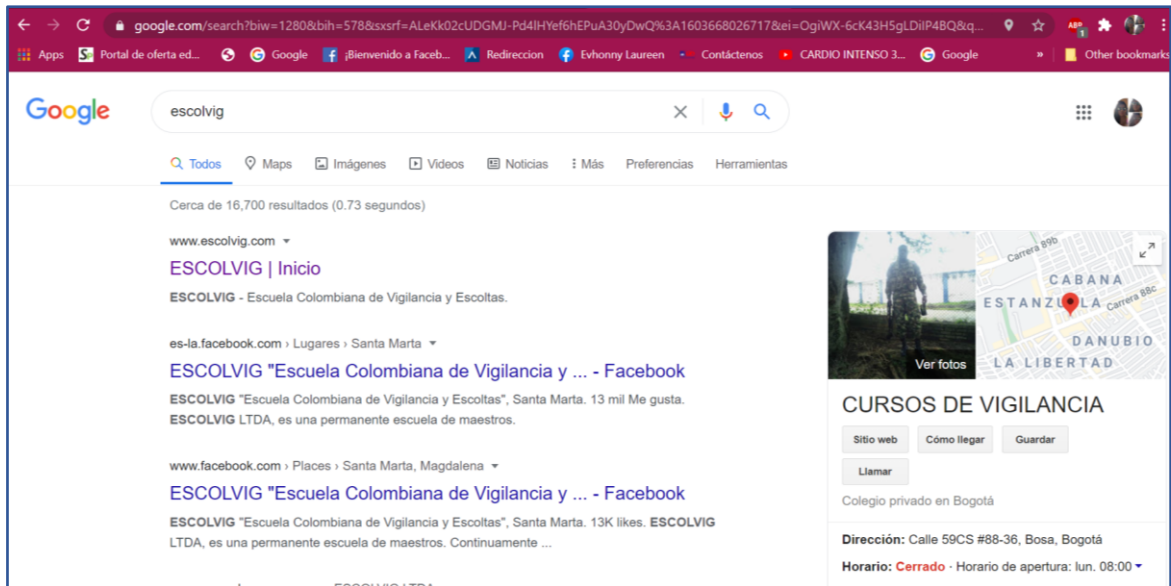 google.com/search?biw=1280&bih=578&sxsrf=ALeKk02cUDGMJ-Pd4lHYef6hEPuA30yDwQ%3A1603668026717&ei=OgiWX-6cK43H5gLDilP4BQ&q...
ABP
1
Apps Portal de oferta ed... Google ¡Bienvenido a Faceb... Redireccion Evhonny Laureen Contáctenos CARDIO INTENSO 3... Google » Other bookmarks
Google
escolvig
Todos Maps Imágenes Videos Noticias Más Preferencias Herramientas
Cerca de 16,700 resultados (0.73 segundos)
www.escolvig.com
ESCOLVIG | Inicio
ESCOLVIG - Escuela Colombiana de Vigilancia y Escoltas.
es-la.facebook.com › Lugares › Santa Marta
ESCOLVIG "Escuela Colombiana de Vigilancia y ... - Facebook
ESCOLVIG "Escuela Colombiana de Vigilancia y Escoltas", Santa Marta. 13 mil Me gusta.
ESCOLVIG LTDA, es una permanente escuela de maestros.
www.facebook.com › Places › Santa Marta, Magdalena
ESCOLVIG "Escuela Colombiana de Vigilancia y ... - Facebook
ESCOLVIG "Escuela Colombiana de Vigilancia y Escoltas", Santa Marta. 13K likes. ESCOLVIG
LTDA, es una permanente escuela de maestros. Continuamente ...
Ver fotos
Carrera 89b
CABANA
ESTANZUELA
Carrera 88c
DANUBIO
LA LIBERTAD
CURSOS DE VIGILANCIA
Sitio web Cómo llegar Guardar
Llamar
Colegio privado en Bogotá
Dirección: Calle 59CS #88-36, Bosa, Bogotá
Horario: Cerrado · Horario de apertura: lun. 08:00